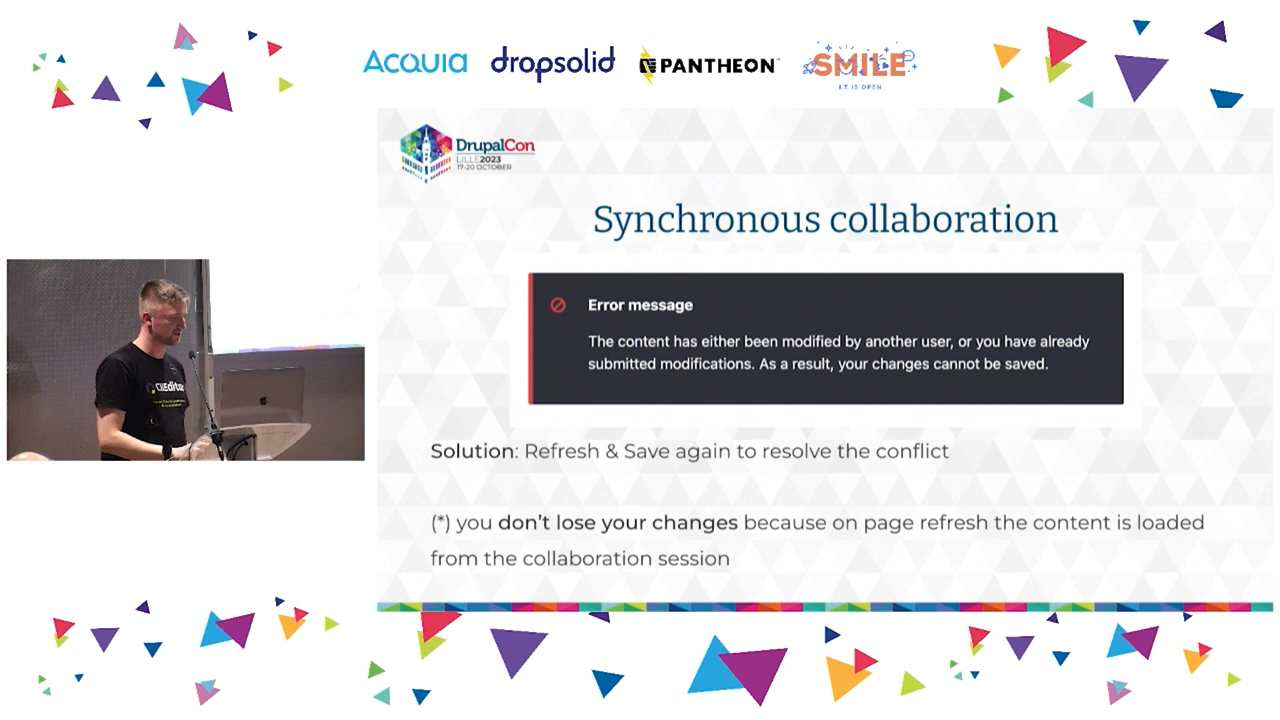 ACQUIA
dropsolid
PANTHEON
SMILE
I.T IS OPEN
DrupalCon
LILLE2023
17-20 OCTOBER
Synchronous collaboration
Error message
The content has either been modified by another user, or you have already
submitted modifications. As a result, your changes cannot be saved.
CKEditor
Solution: Refresh & Save again to resolve the conflict
(*) you don’t lose your changes because on page refresh the content is loaded
from the collaboration session